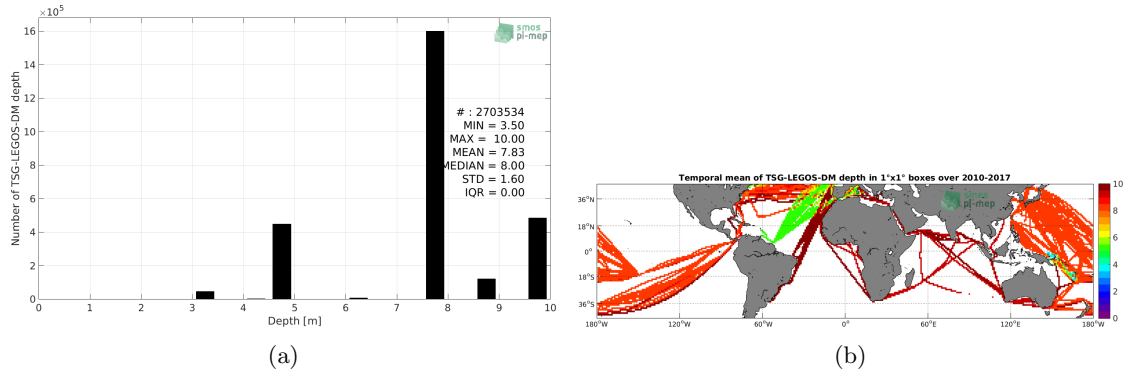 ×10⁵
16
14
12
10
8
6
4
2
0
Number of TSG-LEGOS-DM depth
smos
pi-mep
# : 2703534
MIN = 3.50
MAX = 10.00
MEAN = 7.83
MEDIAN = 8.00
STD = 1.60
IQR = 0.00
0 1 2 3 4 5 6 7 8 9 10
Depth [m]
(a)
Temporal mean of TSG-LEGOS-DM depth in 1°x1° boxes over 2010-2017
smos
pi-mep
36°N
18°N
0°
18°S
36°S
180°W 120°W 60°W 0° 60°E 120°E 180°W
10
8
6
4
2
0
(b)